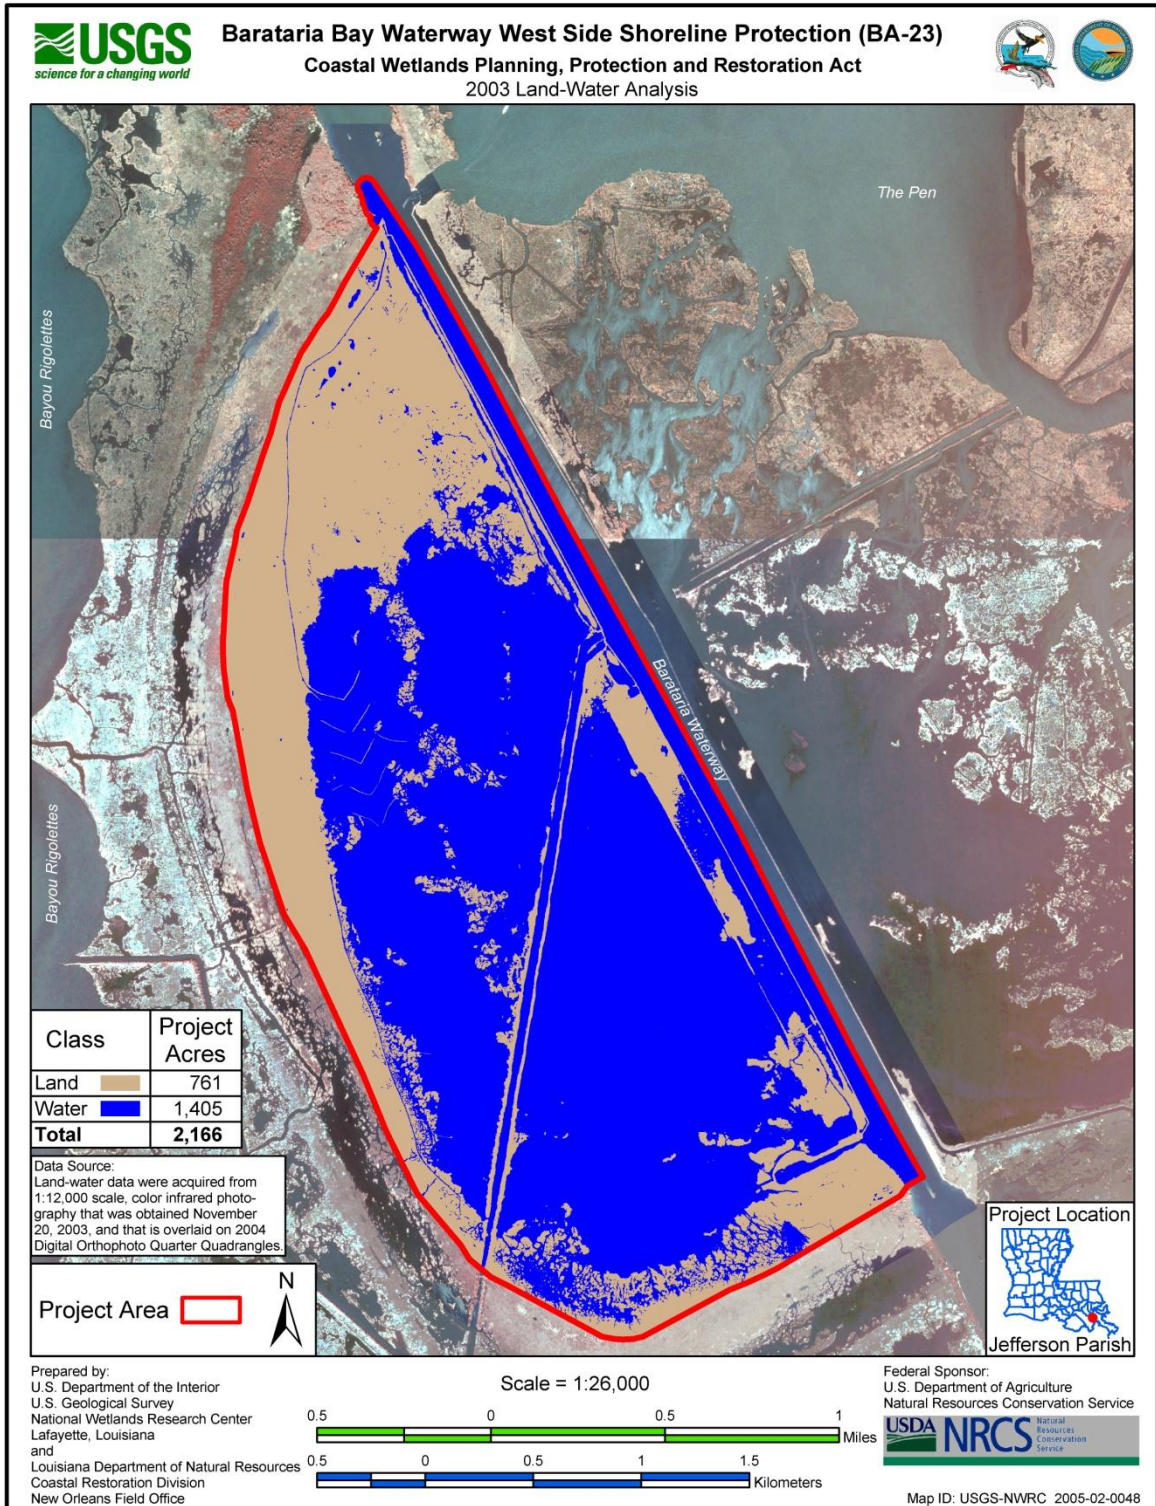 USGS
science for a changing world
Barataria Bay Waterway West Side Shoreline Protection (BA-23)
Coastal Wetlands Planning, Protection and Restoration Act
2003 Land-Water Analysis
The Pen
Bayou Rigolettes
Barataria Waterway
Bayou Rigolettes
Class Project Acres
Land 761
Water 1,405
Total 2,166
Data Source:
Land-water data were acquired from
1:12,000 scale, color infrared photo-
graphy that was obtained November
20, 2003, and that is overlaid on 2004
Digital Orthophoto Quarter Quadrangles.
Project Area
N
Project Location
Jefferson Parish
Prepared by:
U.S. Department of the Interior
U.S. Geological Survey
National Wetlands Research Center
Lafayette, Louisiana
and
Louisiana Department of Natural Resources
Coastal Restoration Division
New Orleans Field Office
Scale = 1:26,000
0.5 0 0.5 1
Miles
0.5 0 0.5 1 1.5
Kilometers
Federal Sponsor:
U.S. Department of Agriculture
Natural Resources Conservation Service
USDA NRCS
Natural
Resources
Conservation
Service
Map ID: USGS-NWRC 2005-02-0048